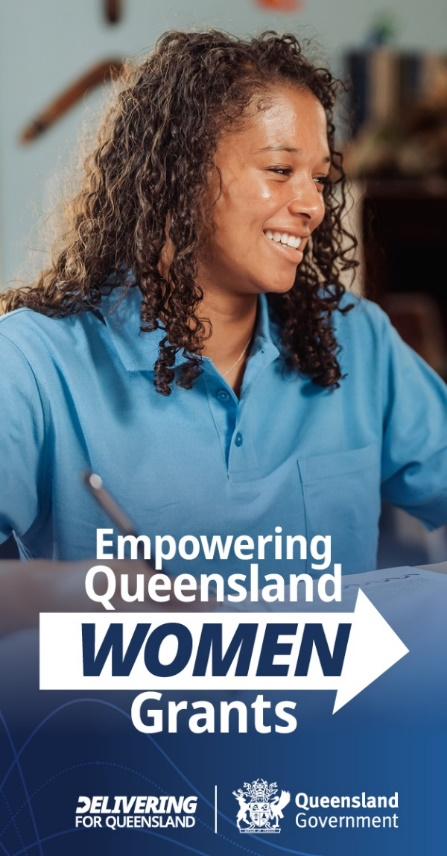 Empowering
Queensland
WOMEN
Grants
DELIVERING
FOR QUEENSLAND
Queensland
Government